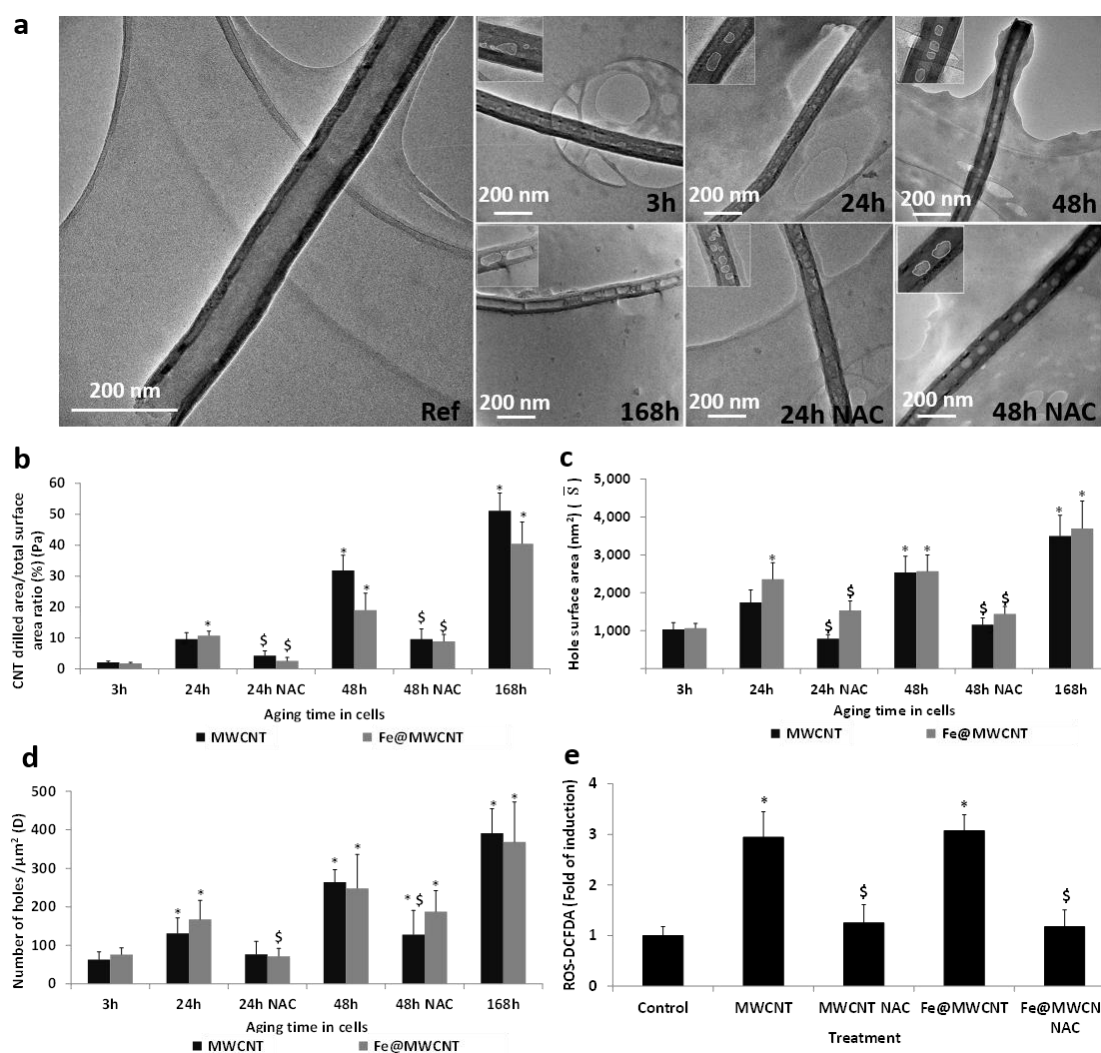 a
200 nm
Ref
200 nm
3h
200 nm
24h
200 nm
48h
200 nm
168h
200 nm
24h NAC
200 nm
48h NAC
b
CNT drilled area/total surface
area ratio (%) (Pa)
60
50
40
30
20
10
0
* * * * * *
$ $ $ $
3h 24h 24h NAC 48h 48h NAC 168h
Aging time in cells
MWCNT Fe@MWCNT
c
Hole surface area (nm²) ( S̅ )
5,000
4,000
3,000
2,000
1,000
* * * * *
$ $ $ $
3h 24h 24h NAC 48h 48h NAC 168h
Aging time in cells
MWCNT Fe@MWCNT
d
Number of holes /µm² (D)
500
400
300
200
100
0
* * $ * * * $ * * *
3h 24h 24h NAC 48h 48h NAC 168h
Aging time in cells
MWCNT Fe@MWCNT
e
ROS-DCFDA (Fold of induction)
4
3
2
1
0
* $ * $
Control MWCNT MWCNT NAC Fe@MWCNT Fe@MWCN
NAC
Treatment